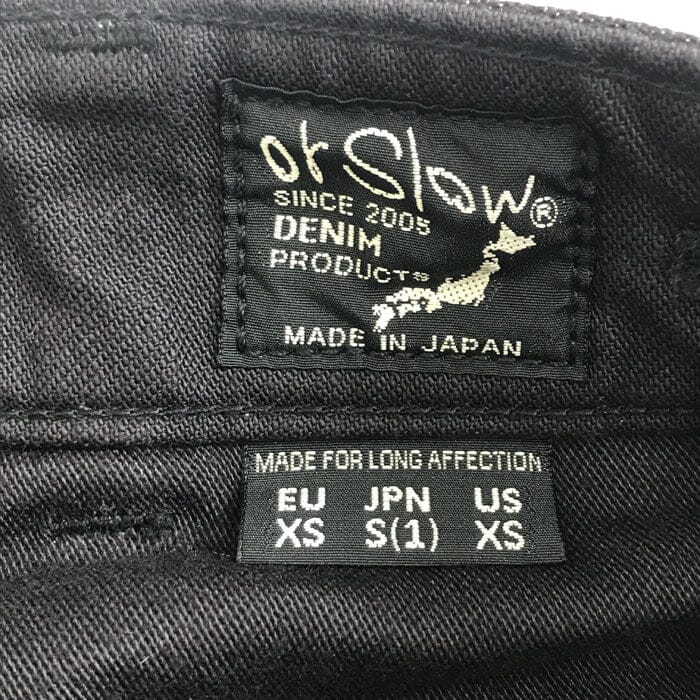 orSlow®
SINCE 2005
DENIM
PRODUCTS
MADE IN JAPAN
MADE FOR LONG AFFECTION
EU JPN US
XS S(1) XS